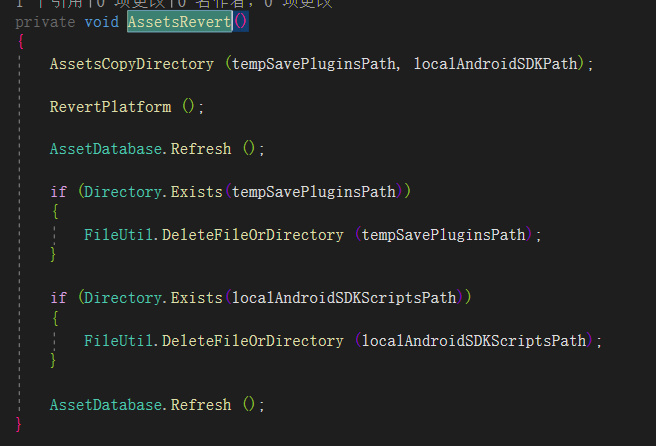 1 个引用|0 项更改|0 名作者，0 项更改
private void AssetsRevert()
{
AssetsCopyDirectory (tempSavePluginsPath, localAndroidSDKPath);
RevertPlatform ();
AssetDatabase.Refresh ();
if (Directory.Exists(tempSavePluginsPath))
{
FileUtil.DeleteFileOrDirectory (tempSavePluginsPath);
}
if (Directory.Exists(localAndroidSDKScriptsPath))
{
FileUtil.DeleteFileOrDirectory (localAndroidSDKScriptsPath);
}
AssetDatabase.Refresh ();
}